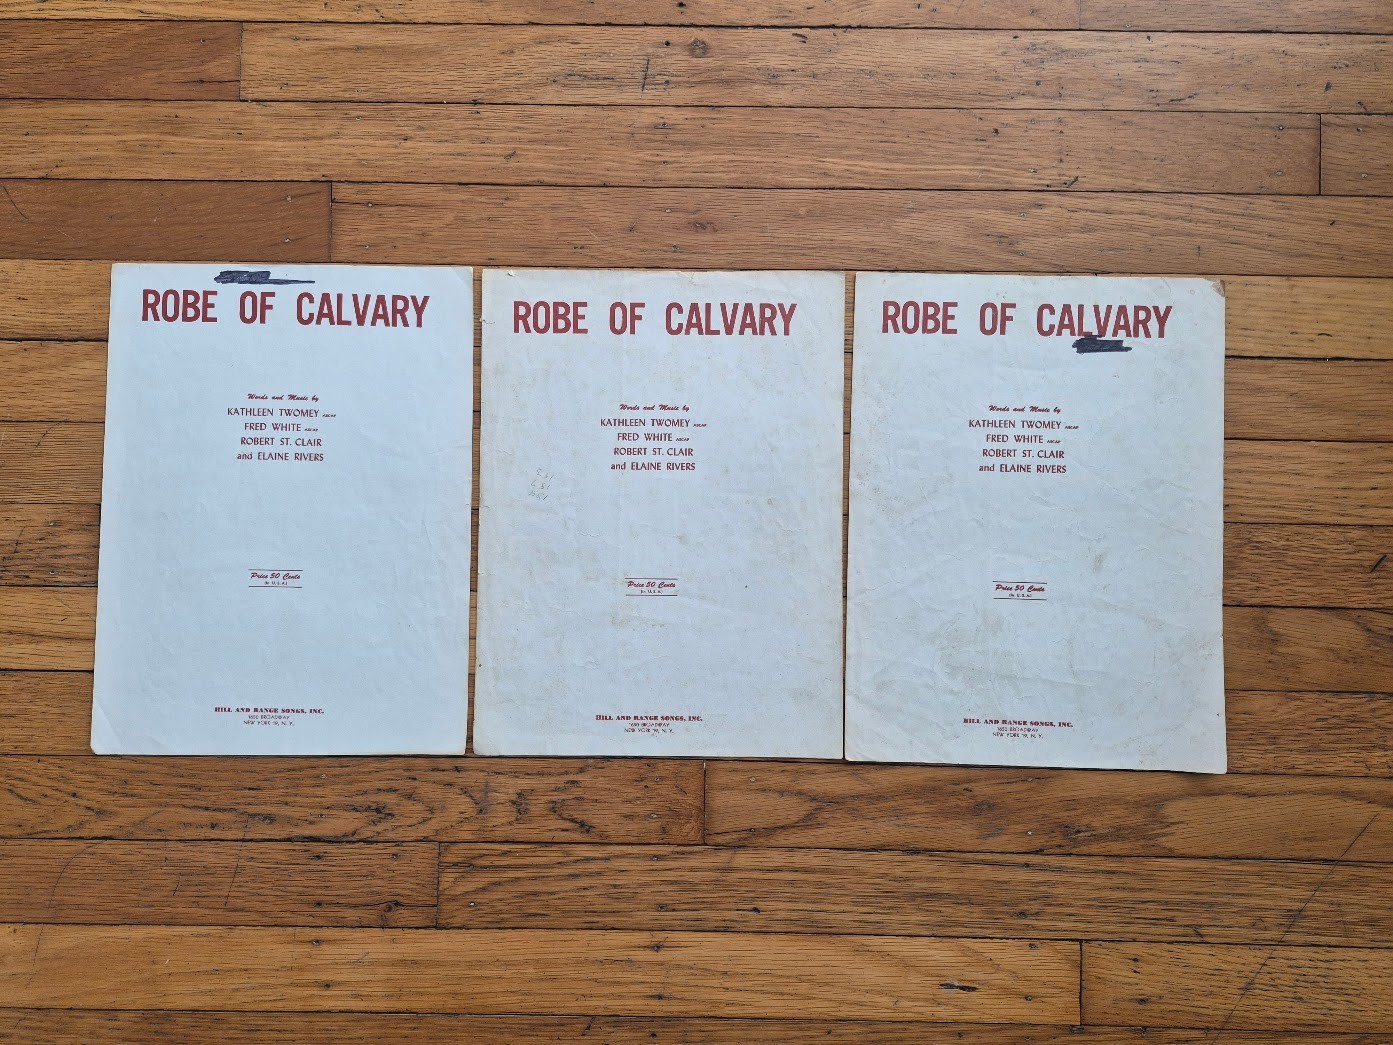 ROBE OF CALVARY
Words and Music by
KATHLEEN TWOMEY ASCAP
FRED WHITE ASCAP
ROBERT ST. CLAIR
and ELAINE RIVERS
Price 50 Cents
(In U. S. A.)
HILL AND RANGE SONGS, INC.
1650 BROADWAY
NEW YORK 19, N. Y.
ROBE OF CALVARY
Words and Music by
KATHLEEN TWOMEY ASCAP
FRED WHITE ASCAP
ROBERT ST. CLAIR
and ELAINE RIVERS
Price 50 Cents
(In U. S. A.)
HILL AND RANGE SONGS, INC.
1650 BROADWAY
NEW YORK 19, N. Y.
ROBE OF CALVARY
Words and Music by
KATHLEEN TWOMEY ASCAP
FRED WHITE ASCAP
ROBERT ST. CLAIR
and ELAINE RIVERS
Price 50 Cents
(In U. S. A.)
HILL AND RANGE SONGS, INC.
1650 BROADWAY
NEW YORK 19, N. Y.